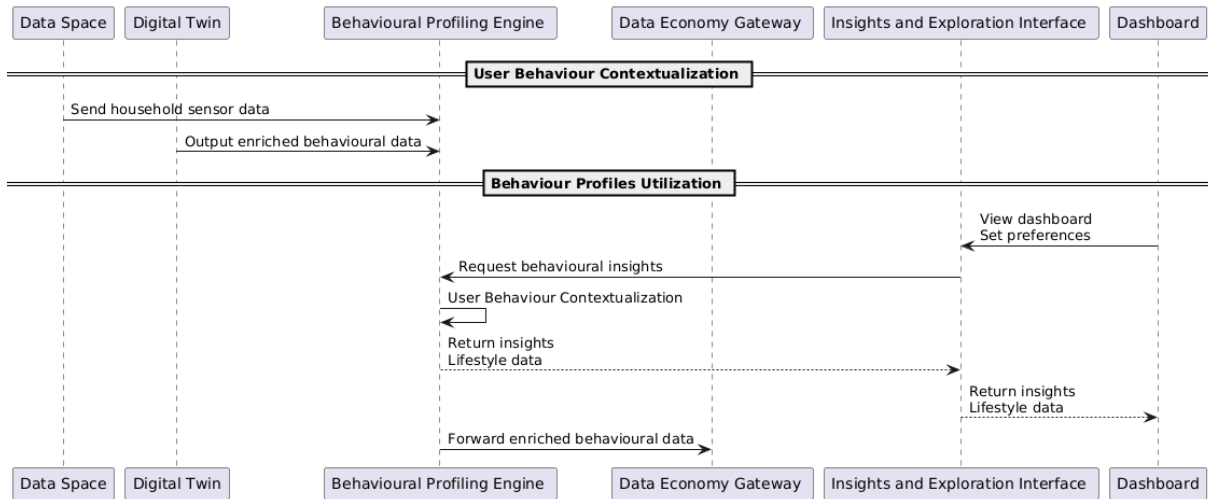 Data Space
Digital Twin
Behavioural Profiling Engine
Data Economy Gateway
Insights and Exploration Interface
Dashboard
User Behaviour Contextualization
Send household sensor data
Output enriched behavioural data
Behaviour Profiles Utilization
View dashboard
Set preferences
Request behavioural insights
User Behaviour Contextualization
Return insights
Lifestyle data
Return insights
Lifestyle data
Forward enriched behavioural data
Data Space
Digital Twin
Behavioural Profiling Engine
Data Economy Gateway
Insights and Exploration Interface
Dashboard